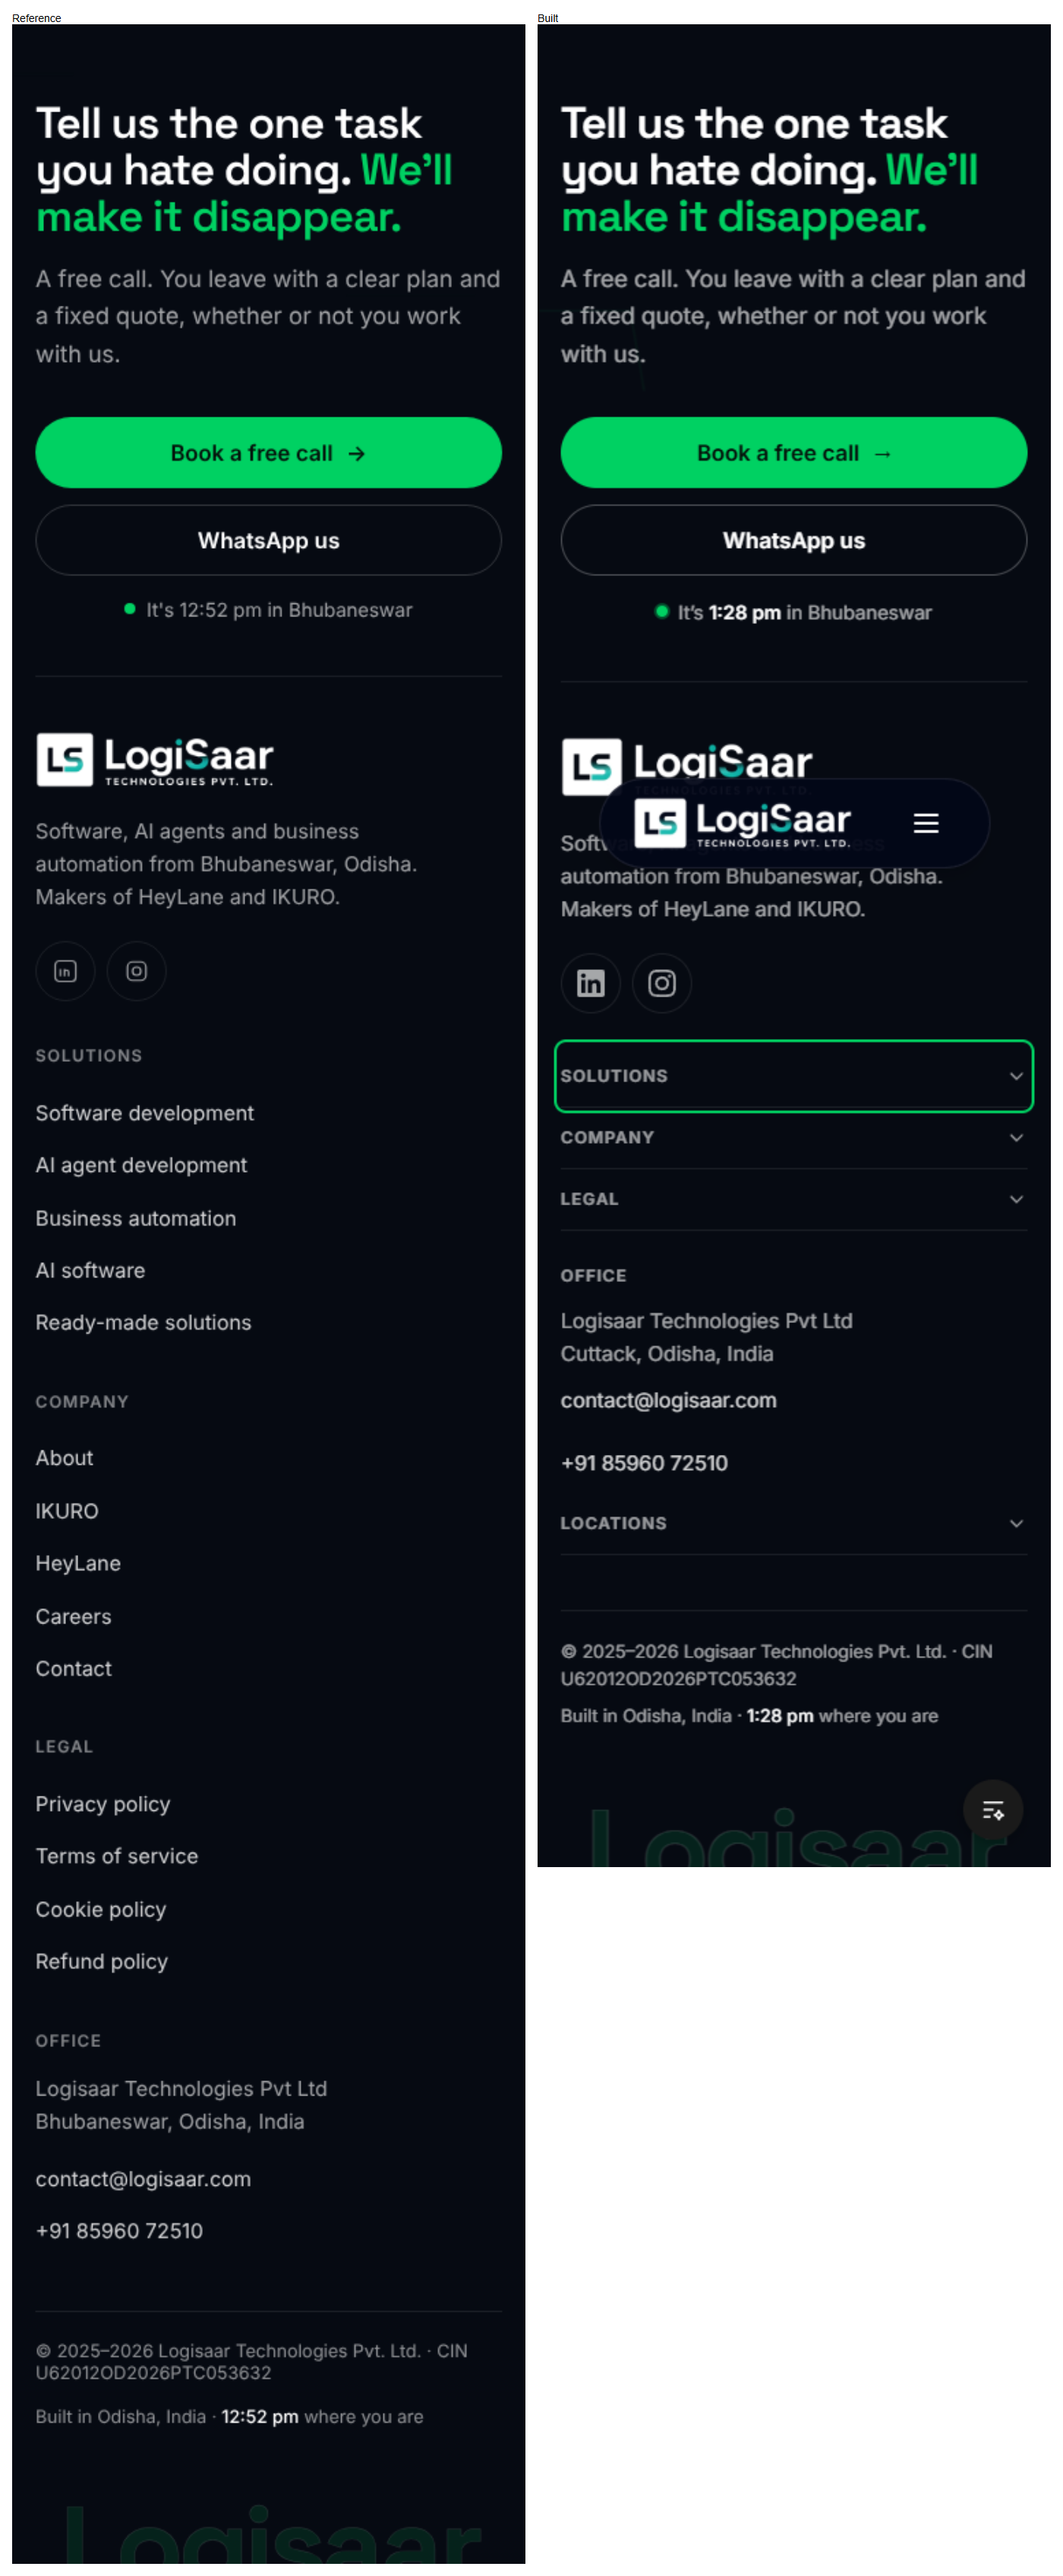 Reference
Tell us the one task
you hate doing. We’ll
make it disappear.
A free call. You leave with a clear plan and
a fixed quote, whether or not you work
with us.
Book a free call →
WhatsApp us
It's 12:52 pm in Bhubaneswar
LS LogiSaar
TECHNOLOGIES PVT. LTD.
Software, AI agents and business
automation from Bhubaneswar, Odisha.
Makers of HeyLane and IKURO.
in
SOLUTIONS
Software development
AI agent development
Business automation
AI software
Ready-made solutions
COMPANY
About
IKURO
HeyLane
Careers
Contact
LEGAL
Privacy policy
Terms of service
Cookie policy
Refund policy
OFFICE
Logisaar Technologies Pvt Ltd
Bhubaneswar, Odisha, India
contact@logisaar.com
+91 85960 72510
© 2025–2026 Logisaar Technologies Pvt. Ltd. · CIN
U62012OD2026PTC053632
Built in Odisha, India · 12:52 pm where you are
Logisaar
Built
Tell us the one task
you hate doing. We’ll
make it disappear.
A free call. You leave with a clear plan and
a fixed quote, whether or not you work
with us.
Book a free call →
WhatsApp us
It’s 1:28 pm in Bhubaneswar
LS LogiSaar
LS LogiSaar
TECHNOLOGIES PVT. LTD.
automation from Bhubaneswar, Odisha.
Makers of HeyLane and IKURO.
in
SOLUTIONS
COMPANY
LEGAL
OFFICE
Logisaar Technologies Pvt Ltd
Cuttack, Odisha, India
contact@logisaar.com
+91 85960 72510
LOCATIONS
© 2025–2026 Logisaar Technologies Pvt. Ltd. · CIN
U62012OD2026PTC053632
Built in Odisha, India · 1:28 pm where you are
Logisaar